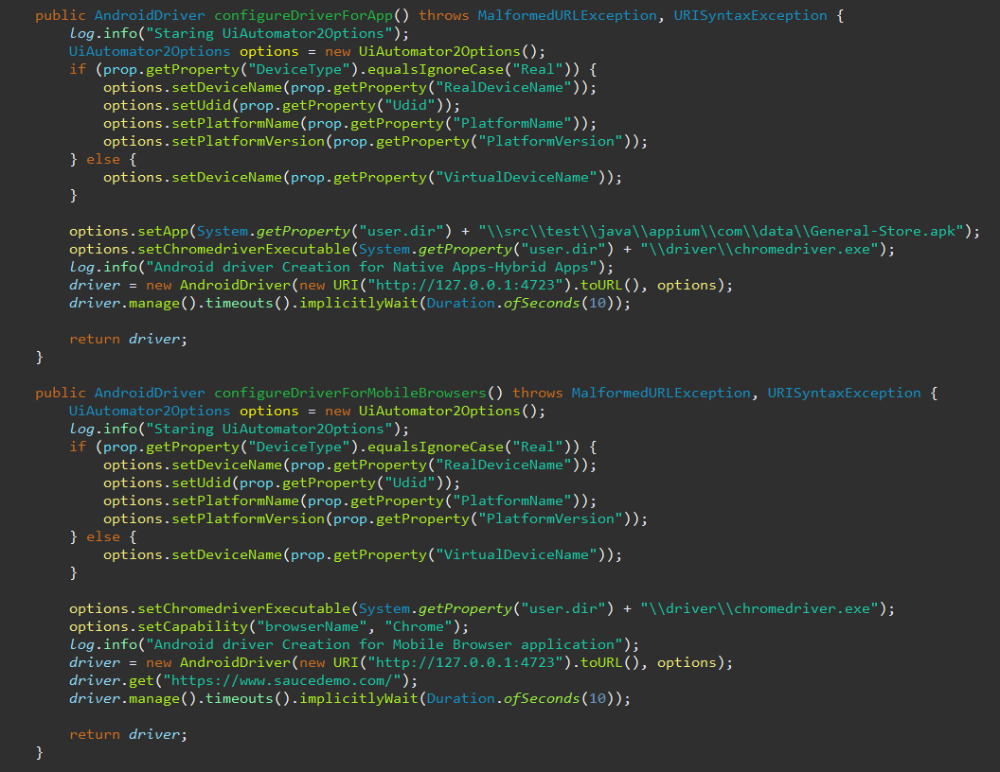 public AndroidDriver configureDriverForApp() throws MalformedURLException, URISyntaxException {
    log.info("Staring UiAutomator2Options");
    UiAutomator2Options options = new UiAutomator2Options();
    if (prop.getProperty("DeviceType").equalsIgnoreCase("Real")) {
        options.setDeviceName(prop.getProperty("RealDeviceName"));
        options.setUdid(prop.getProperty("Udid"));
        options.setPlatformName(prop.getProperty("PlatformName"));
        options.setPlatformVersion(prop.getProperty("PlatformVersion"));
    } else {
        options.setDeviceName(prop.getProperty("VirtualDeviceName"));
    }

    options.setApp(System.getProperty("user.dir") + "\\src\\test\\java\\appium\\com\\data\\General-Store.apk");
    options.setChromedriverExecutable(System.getProperty("user.dir") + "\\driver\\chromedriver.exe");
    log.info("Android driver Creation for Native Apps-Hybrid Apps");
    driver = new AndroidDriver(new URI("http://127.0.0.1:4723").toURL(), options);
    driver.manage().timeouts().implicitlyWait(Duration.ofSeconds(10));

    return driver;
}

public AndroidDriver configureDriverForMobileBrowsers() throws MalformedURLException, URISyntaxException {
    UiAutomator2Options options = new UiAutomator2Options();
    log.info("Staring UiAutomator2Options");
    if (prop.getProperty("DeviceType").equalsIgnoreCase("Real")) {
        options.setDeviceName(prop.getProperty("RealDeviceName"));
        options.setUdid(prop.getProperty("Udid"));
        options.setPlatformName(prop.getProperty("PlatformName"));
        options.setPlatformVersion(prop.getProperty("PlatformVersion"));
    } else {
        options.setDeviceName(prop.getProperty("VirtualDeviceName"));
    }

    options.setChromedriverExecutable(System.getProperty("user.dir") + "\\driver\\chromedriver.exe");
    options.setCapability("browserName", "Chrome");
    log.info("Android driver Creation for Mobile Browser application");
    driver = new AndroidDriver(new URI("http://127.0.0.1:4723").toURL(), options);
    driver.get("https://www.saucedemo.com/");
    driver.manage().timeouts().implicitlyWait(Duration.ofSeconds(10));

    return driver;
}